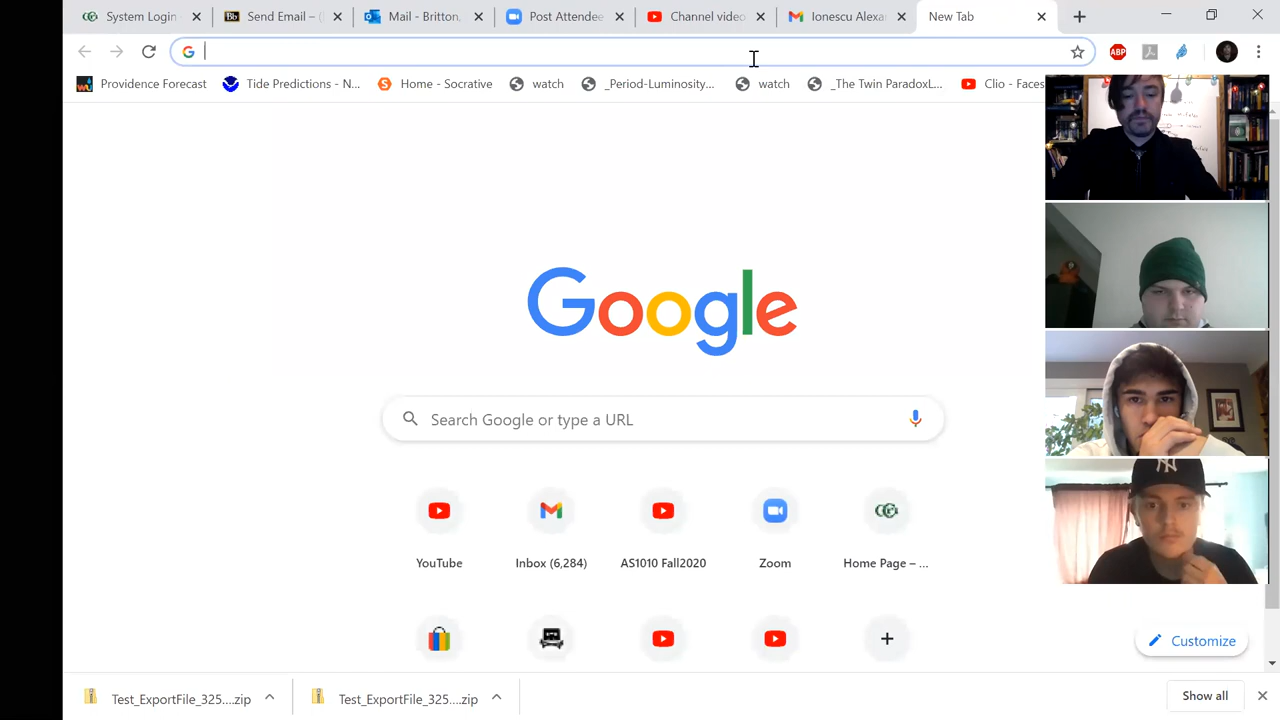 System Login
Send Email – (
Mail - Britton,
Post Attendee
Channel video
Ionescu Alexar
New Tab
Providence Forecast
Tide Predictions - N...
Home - Socrative
watch
_Period-Luminosity...
watch
_The Twin ParadoxL...
Clio - Faces
ABP
Google
Search Google or type a URL
YouTube
Inbox (6,284)
AS1010 Fall2020
Zoom
Home Page – ...
Customize
Test_ExportFile_325....zip
Test_ExportFile_325....zip
Show all